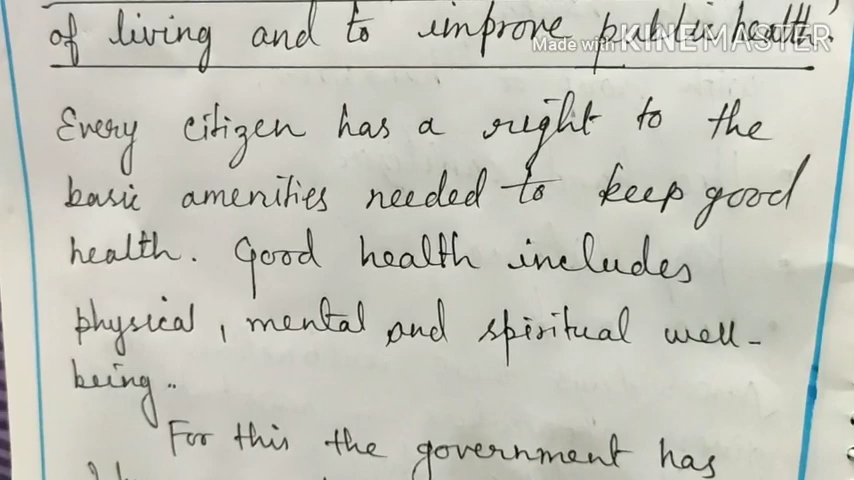 of living and to improve public health.
Made with KINEMASTER
Every citizen has a right to the
basic amenities needed to keep good
health. Good health includes
physical, mental and spiritual well-
being..
For this the government has